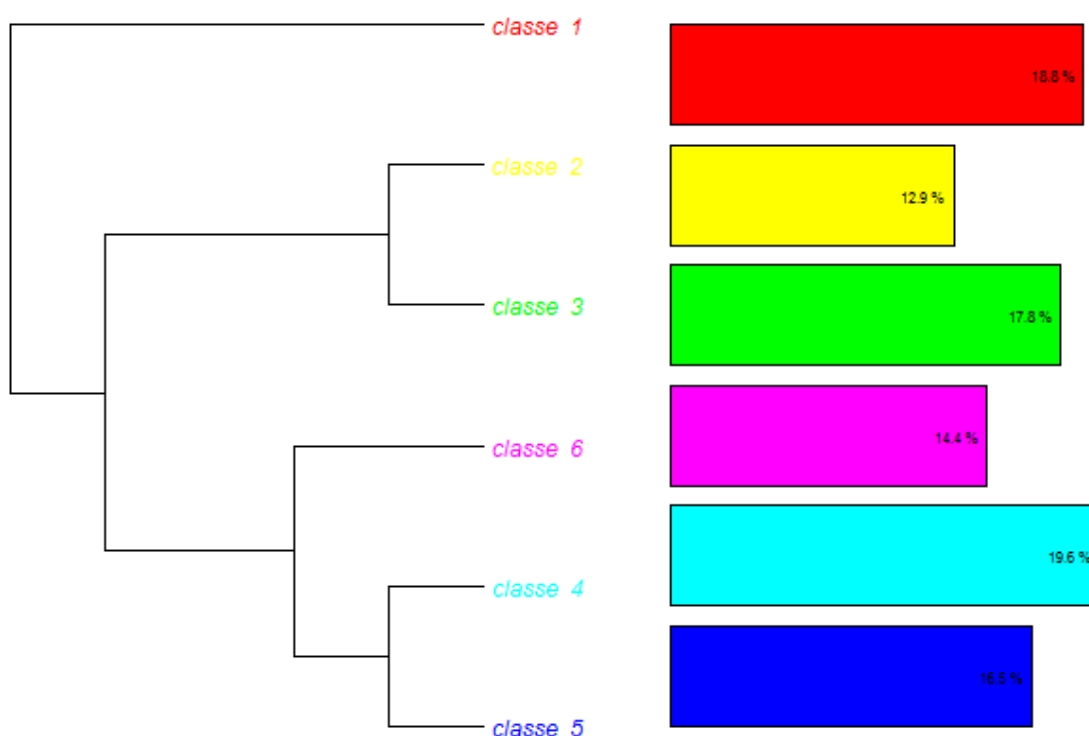 classe 1
18.8 %
classe 2
12.9 %
classe 3
17.8 %
classe 6
14.4 %
classe 4
19.6 %
classe 5
16.5 %